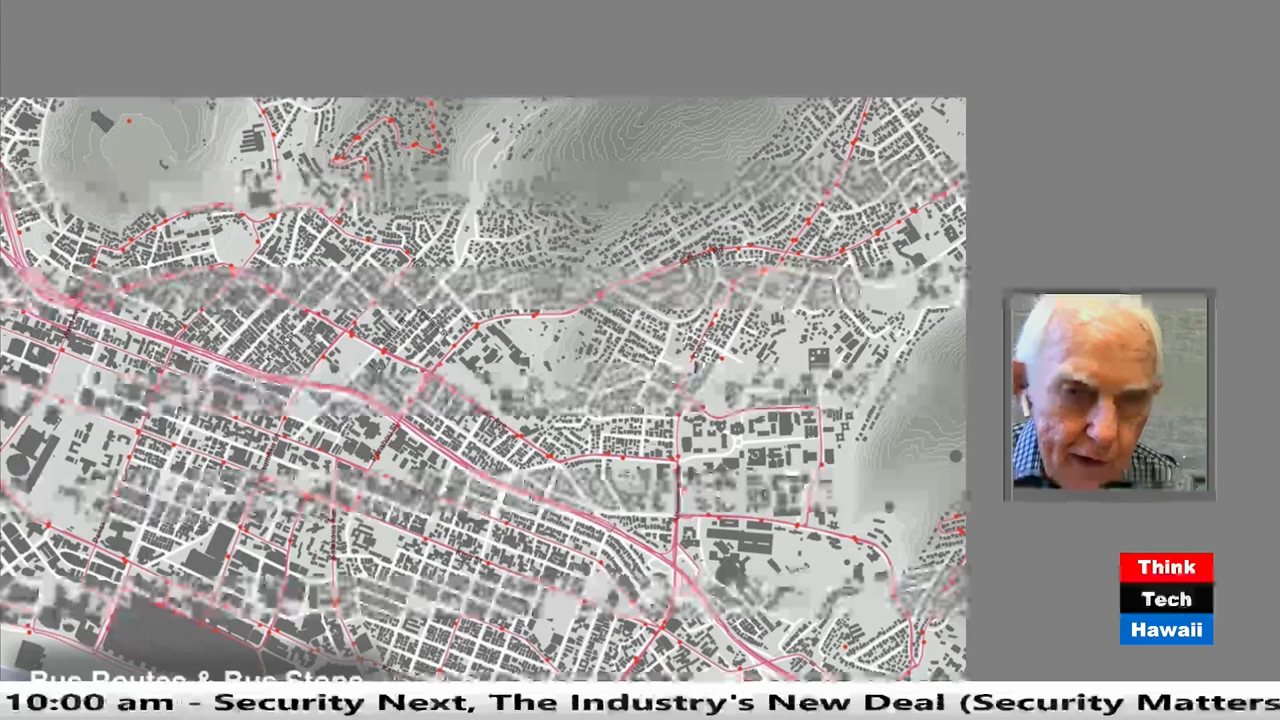 Think
Tech
Hawaii
Bus Routes & Bus Stops
10:00 am - Security Next, The Industry's New Deal (Security Matters